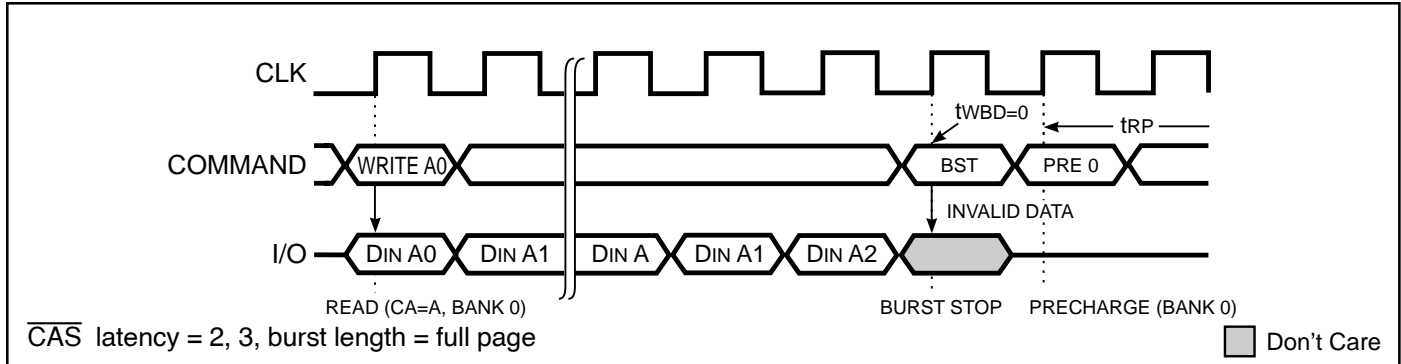 CLK
tWBD=0
tRP
COMMAND WRITE A0 BST PRE 0
INVALID DATA
I/O DIN A0 DIN A1 DIN A DIN A1 DIN A2
READ (CA=A, BANK 0) BURST STOP PRECHARGE (BANK 0)
CAS latency = 2, 3, burst length = full page Don't Care